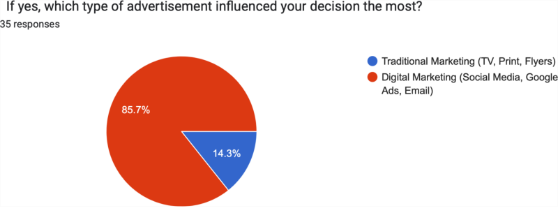 If yes, which type of advertisement influenced your decision the most?
35 responses
Traditional Marketing (TV, Print, Flyers)
Digital Marketing (Social Media, Google
Ads, Email)
85.7%
14.3%